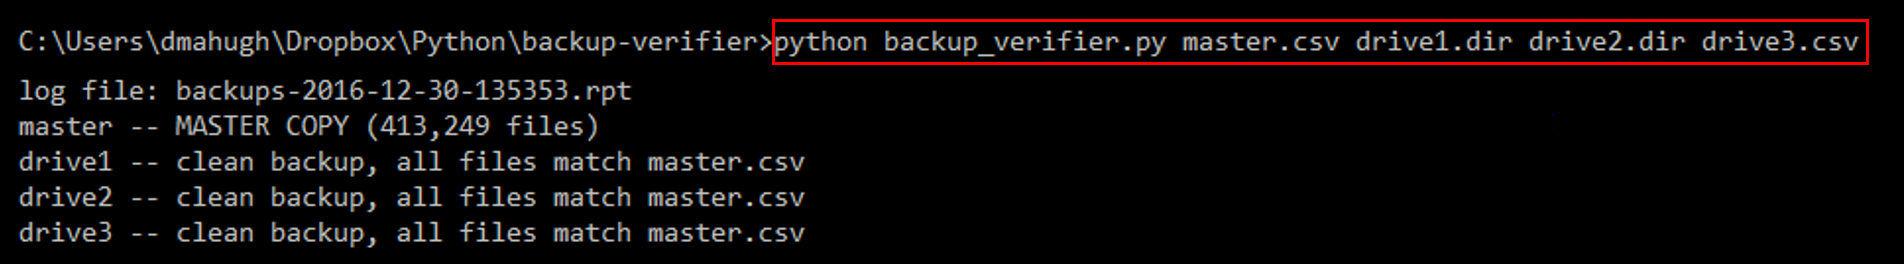 C:\Users\dmahugh\Dropbox\Python\backup-verifier>python backup_verifier.py master.csv drive1.dir drive2.dir drive3.csv
log file: backups-2016-12-30-135353.rpt
master -- MASTER COPY (413,249 files)
drive1 -- clean backup, all files match master.csv
drive2 -- clean backup, all files match master.csv
drive3 -- clean backup, all files match master.csv